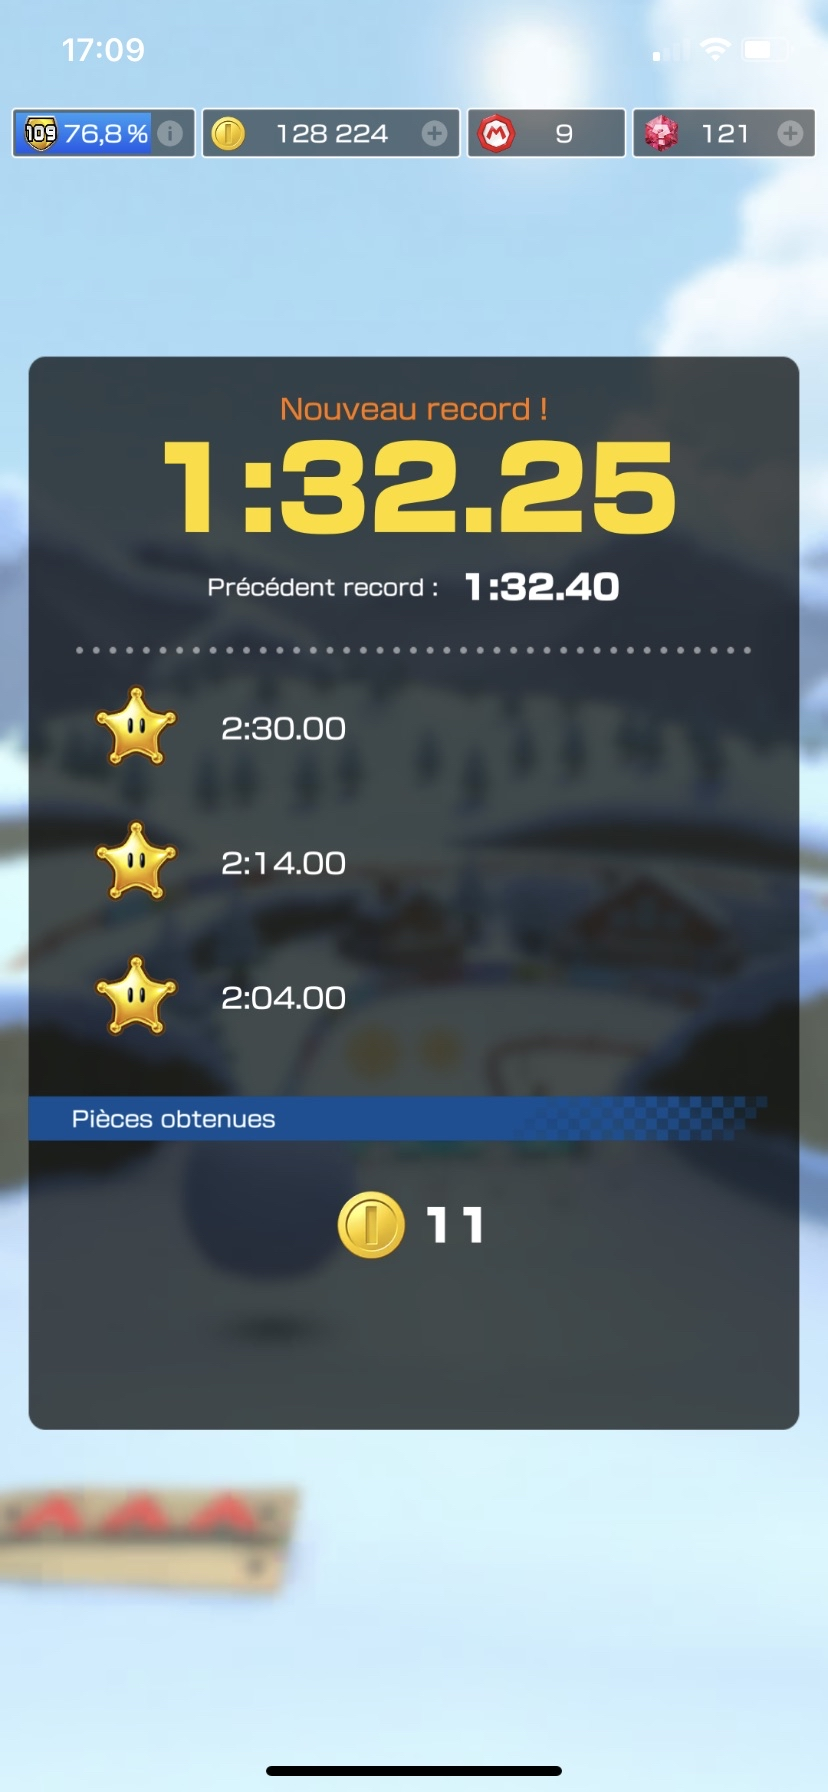 17:09
109 76,8 % 128 224 9 121
Nouveau record !
1:32.25
Précédent record : 1:32.40
2:30.00
2:14.00
2:04.00
Pièces obtenues
11